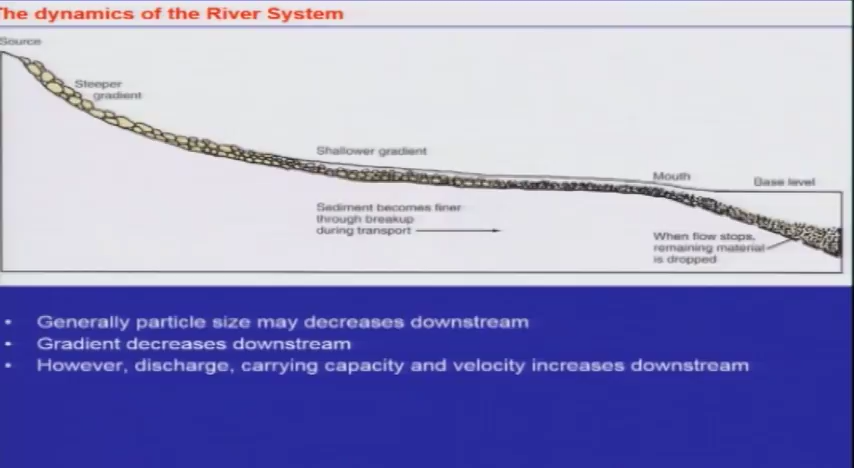 The dynamics of the River System
Source
Steeper
gradient
Shallower gradient
Mouth
Base level
Sediment becomes finer
through breakup
during transport
When flow stops,
remaining material
is dropped
• Generally particle size may decreases downstream
• Gradient decreases downstream
• However, discharge, carrying capacity and velocity increases downstream